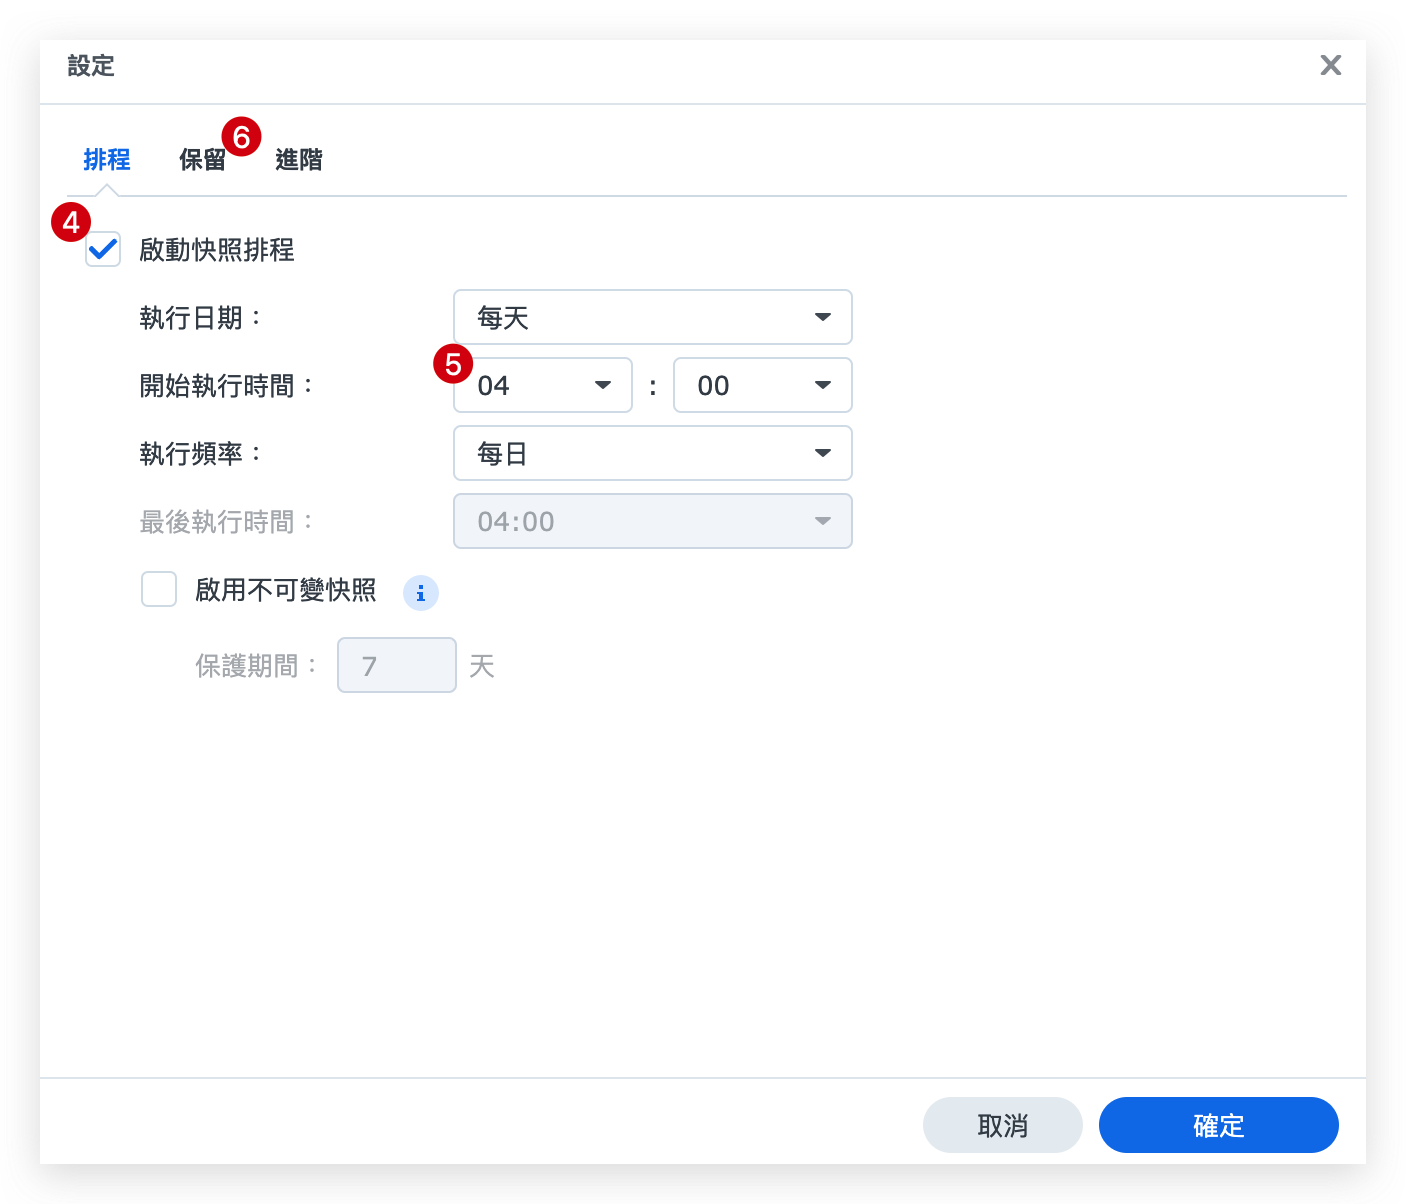 設定
排程 保留 6 進階
4
啟動快照排程
執行日期： 每天
5
開始執行時間： 04 : 00
執行頻率： 每日
最後執行時間： 04:00
啟用不可變快照 i
保護期間： 7 天
取消 確定